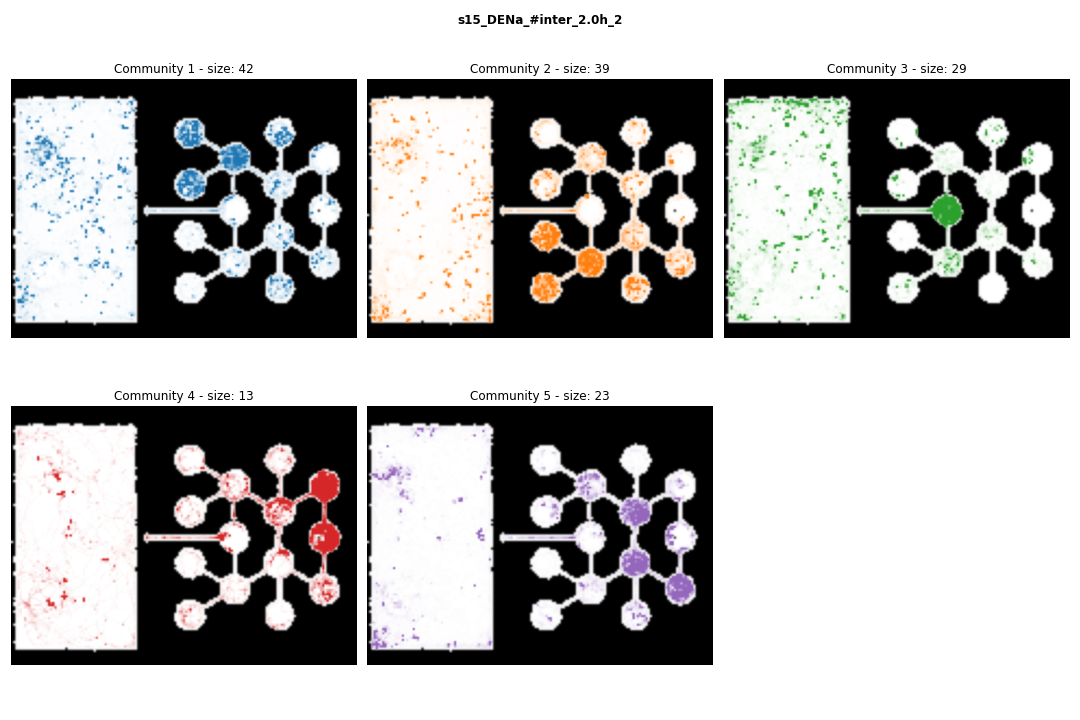 s15_DENa_#inter_2.0h_2
Community 1 - size: 42
Community 2 - size: 39
Community 3 - size: 29
Community 4 - size: 13
Community 5 - size: 23